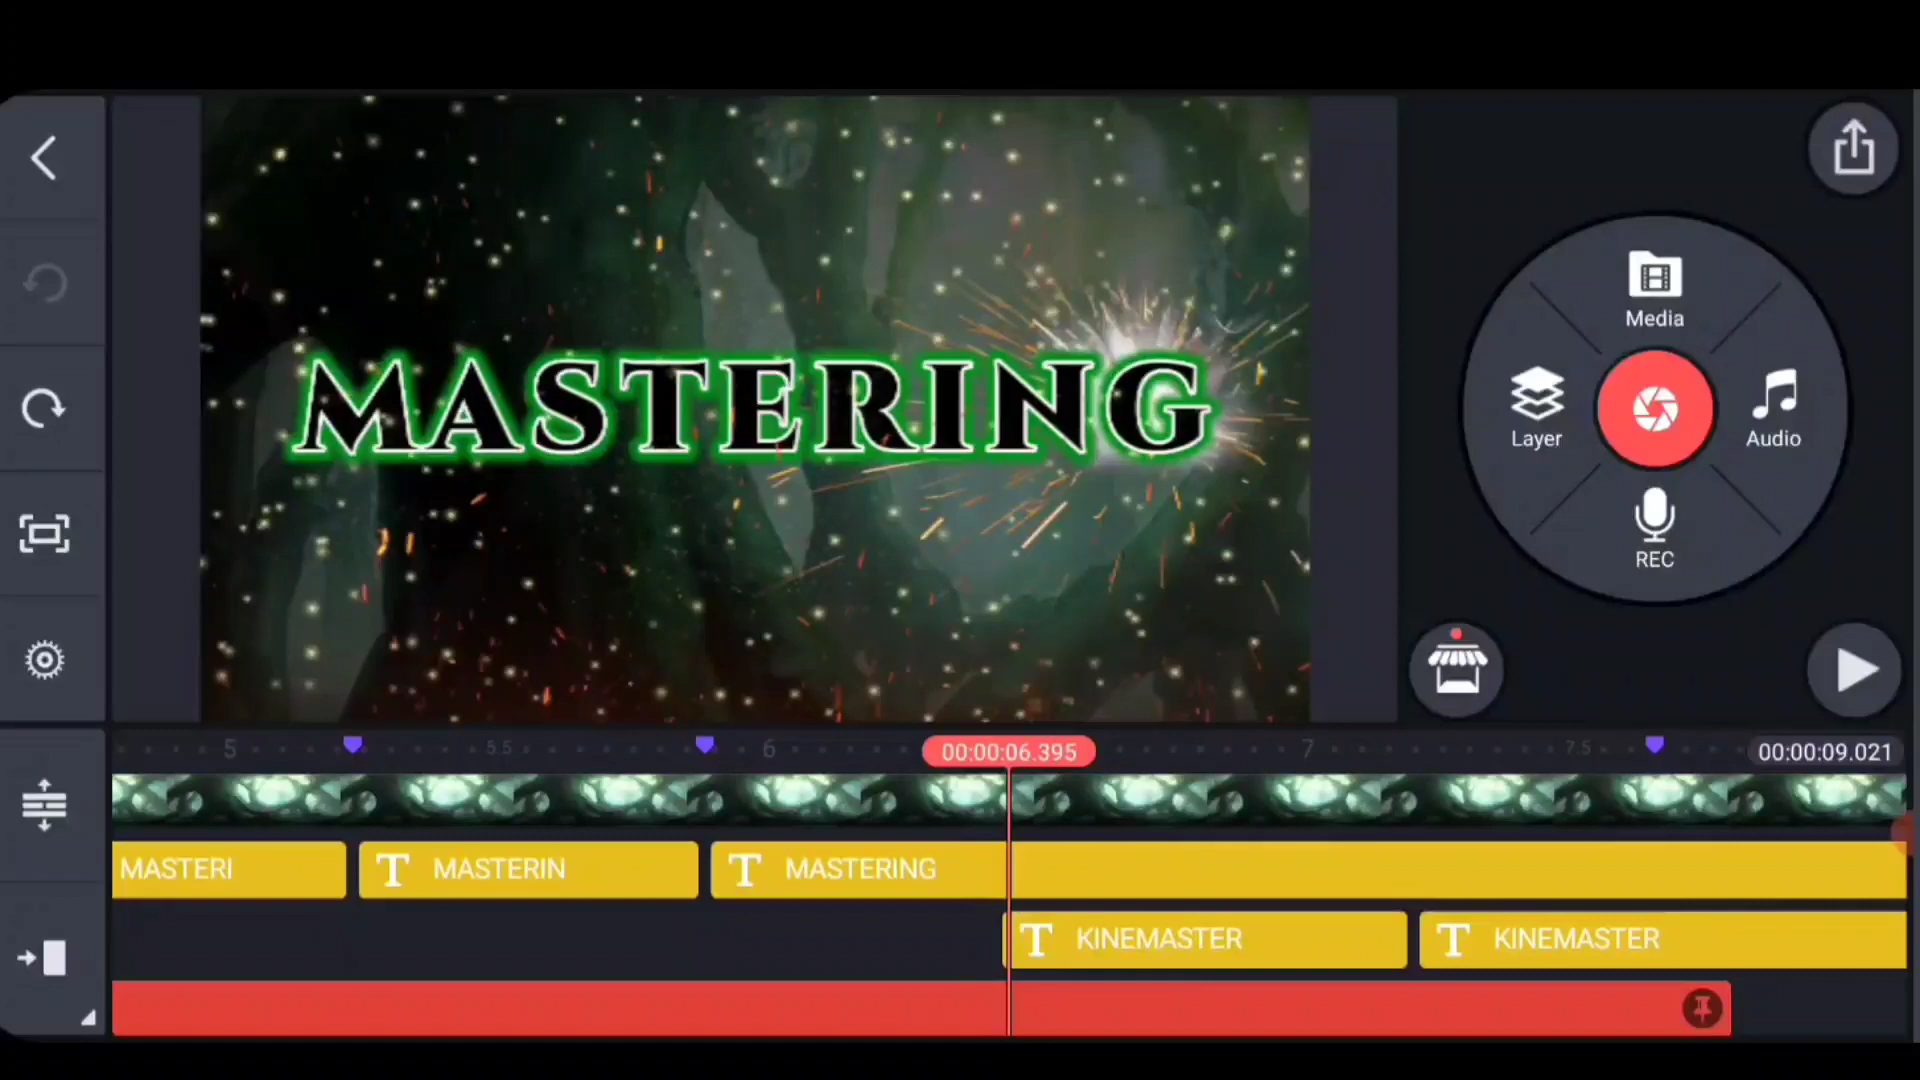 MASTERING
Media
Layer
Audio
REC
5
5.5
6
00:00:06.395
7
7.5
00:00:09.021
MASTERI
T MASTERIN
T MASTERING
T KINEMASTER
T KINEMASTER